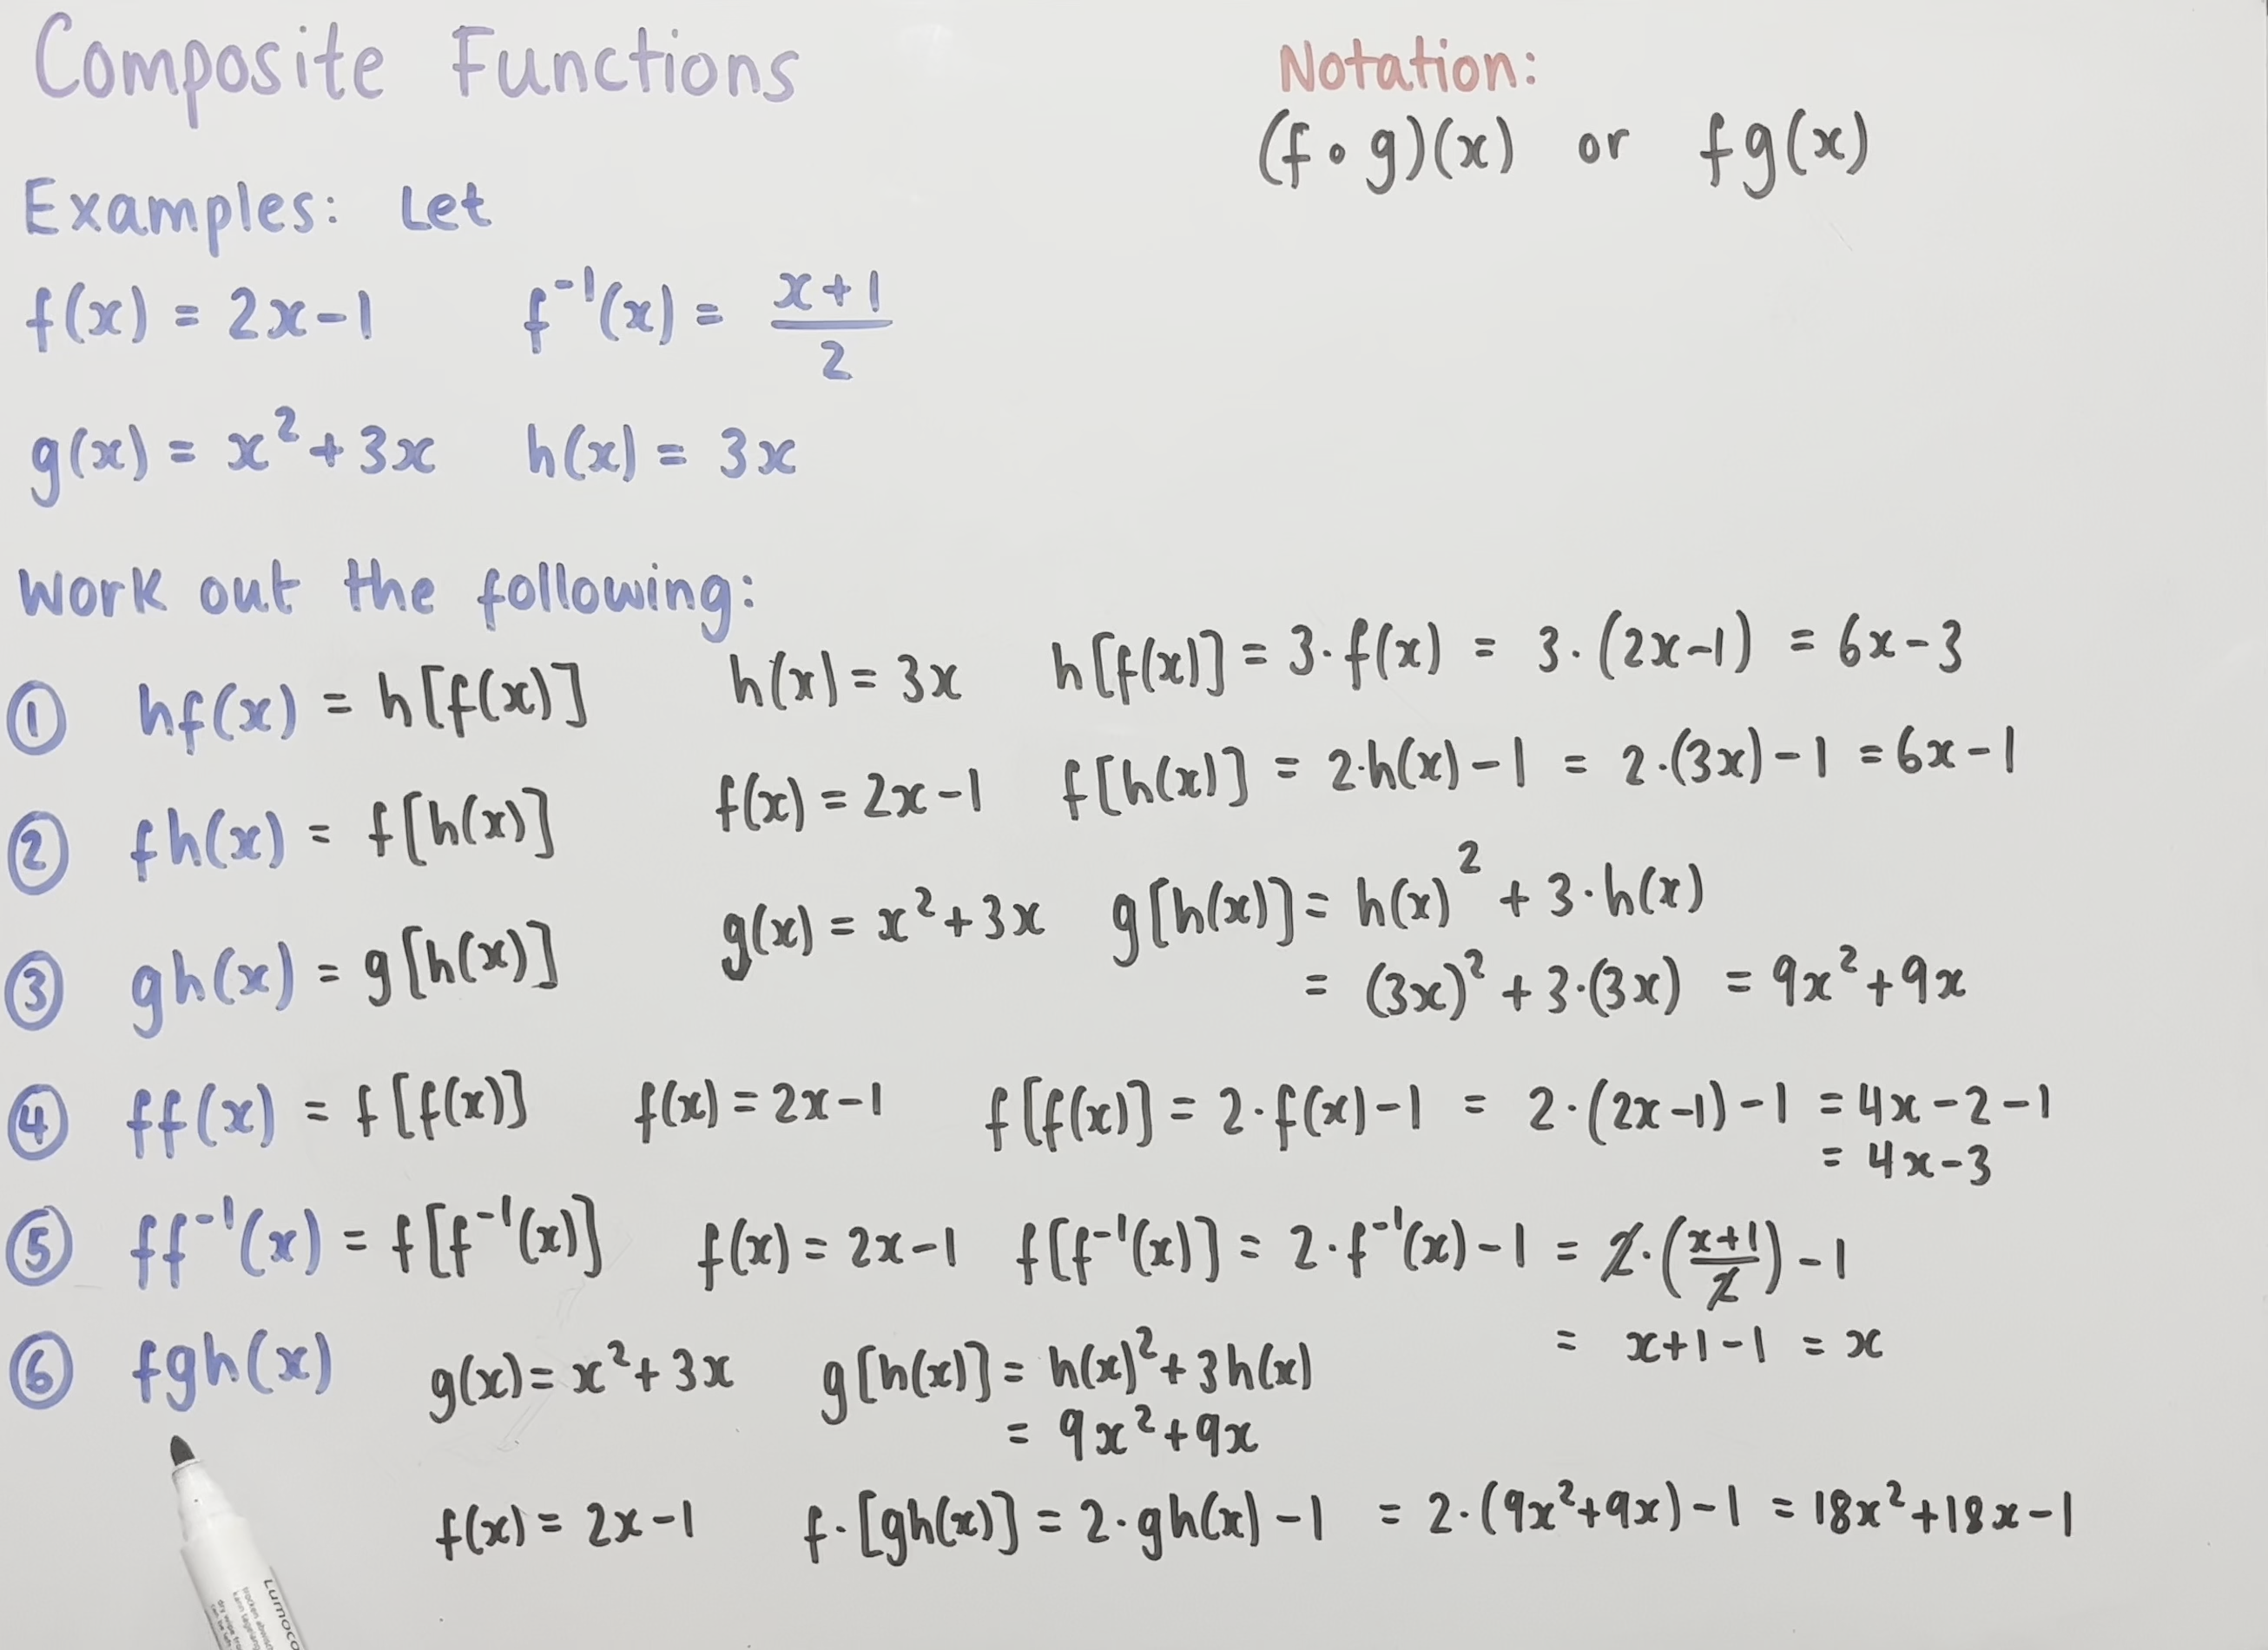 Composite Functions
Notation:
(f ∘ g)(x) or fg(x)
Examples: Let
f(x) = 2x-1 f⁻¹(x) = (x+1)/2
g(x) = x² + 3x h(x) = 3x
Work out the following:
① hf(x) = h[f(x)] h(x) = 3x h[f(x)] = 3·f(x) = 3·(2x-1) = 6x-3
② fh(x) = f[h(x)] f(x) = 2x-1 f[h(x)] = 2·h(x)-1 = 2·(3x)-1 = 6x-1
③ gh(x) = g[h(x)] g(x) = x²+3x g[h(x)] = h(x)² + 3·h(x)
= (3x)² + 3·(3x) = 9x²+9x
④ ff(x) = f[f(x)] f(x) = 2x-1 f[f(x)] = 2·f(x)-1 = 2·(2x-1)-1 = 4x-2-1
= 4x-3
⑤ ff⁻¹(x) = f[f⁻¹(x)] f(x) = 2x-1 f[f⁻¹(x)] = 2·f⁻¹(x)-1 = 2·((x+1)/2)-1
= x+1-1 = x
⑥ fgh(x) g(x) = x²+3x g[h(x)] = h(x)²+3h(x)
= 9x²+9x
f(x) = 2x-1 f·[gh(x)] = 2·gh(x)-1 = 2·(9x²+9x)-1 = 18x²+18x-1
Lumoco
trocken abwisch